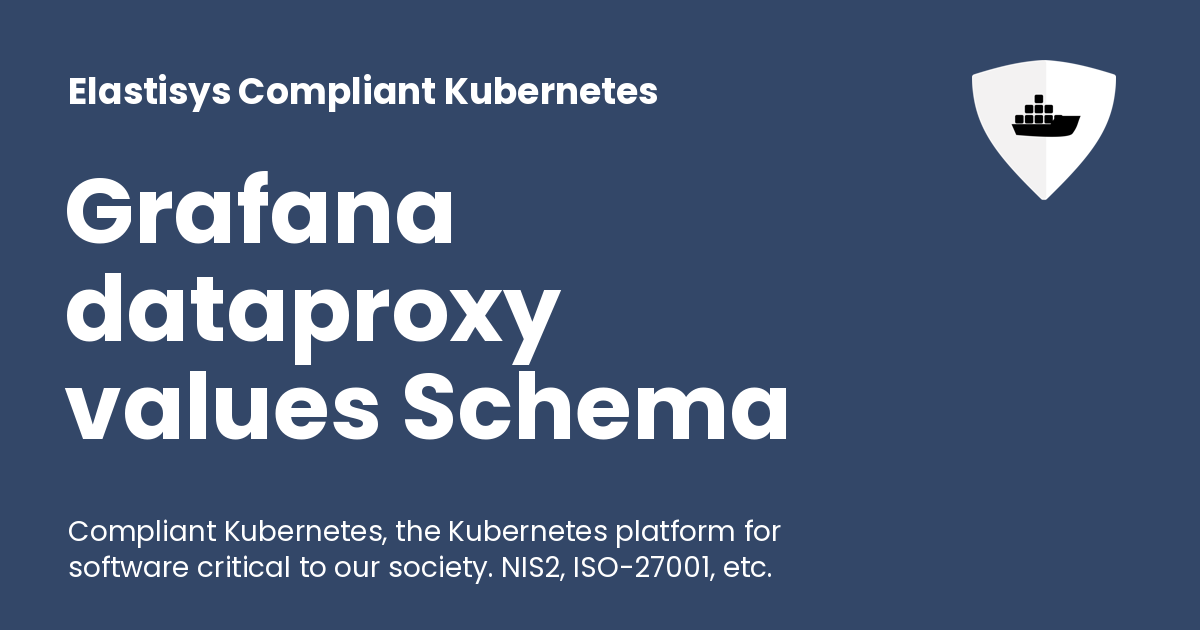 Elastisys Compliant Kubernetes
Grafana
dataproxy
values Schema
Compliant Kubernetes, the Kubernetes platform for
software critical to our society. NIS2, ISO-27001, etc.